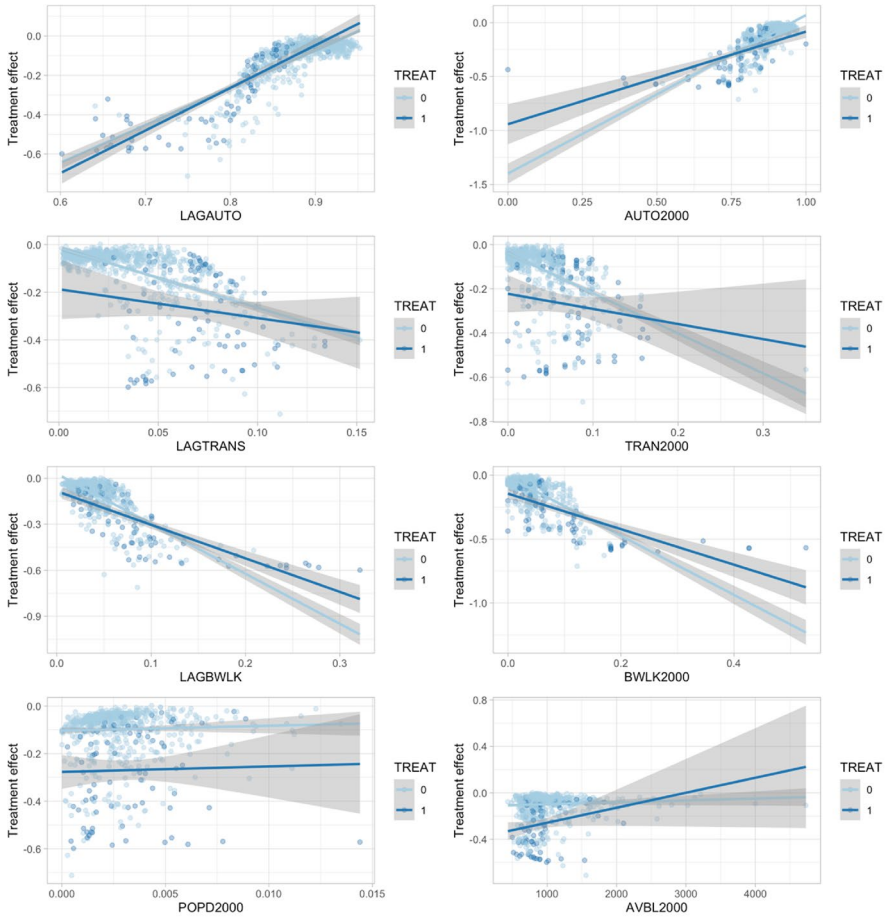 Treatment effect
0.0
-0.2
-0.4
-0.6
0.6 0.7 0.8 0.9
LAGAUTO
TREAT
0
1
Treatment effect
0.0
-0.5
-1.0
-1.5
0.00 0.25 0.50 0.75 1.00
AUTO2000
TREAT
0
1
Treatment effect
0.0
-0.2
-0.4
-0.6
0.00 0.05 0.10 0.15
LAGTRANS
TREAT
0
1
Treatment effect
0.0
-0.2
-0.4
-0.6
-0.8
0.0 0.1 0.2 0.3
TRAN2000
TREAT
0
1
Treatment effect
0.0
-0.3
-0.6
-0.9
0.0 0.1 0.2 0.3
LAGBWLK
TREAT
0
1
Treatment effect
0.0
-0.5
-1.0
0.0 0.2 0.4
BWLK2000
TREAT
0
1
Treatment effect
0.0
-0.2
-0.4
-0.6
0.000 0.005 0.010 0.015
POPD2000
TREAT
0
1
Treatment effect
0.8
0.4
0.0
-0.4
1000 2000 3000 4000
AVBL2000
TREAT
0
1